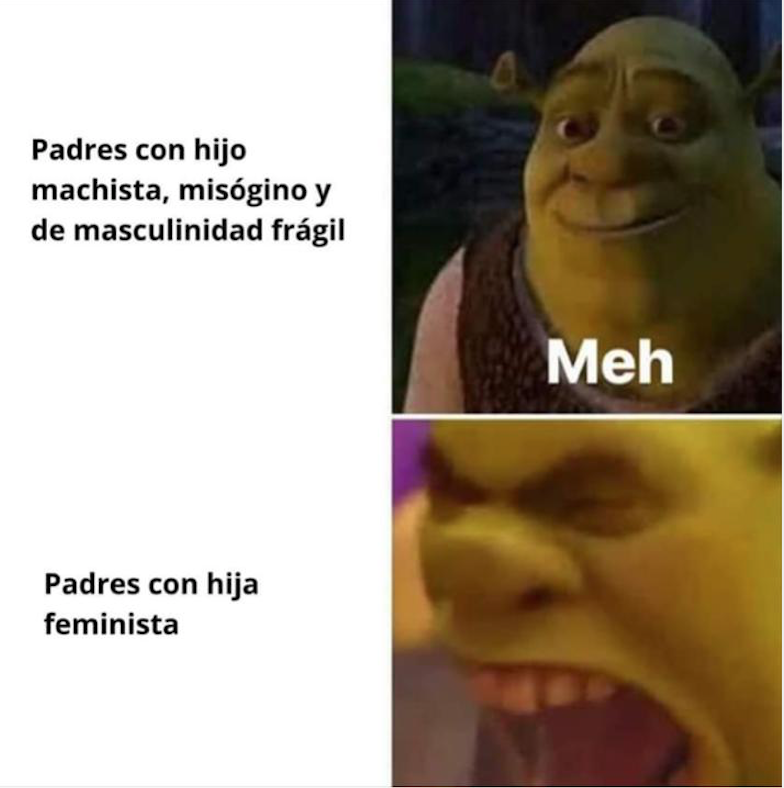 Padres con hijo
machista, misógino y
de masculinidad frágil
Meh
Padres con hija
feminista